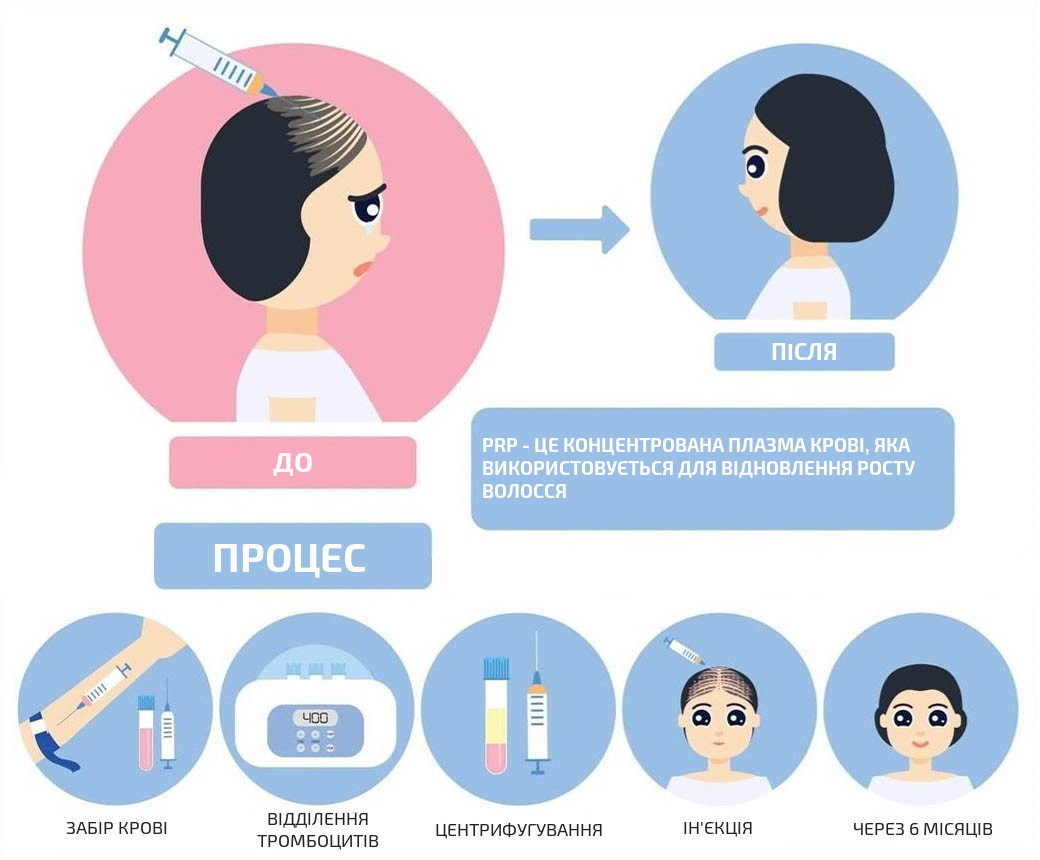 ПІСЛЯ
ДО
PRP - ЦЕ КОНЦЕНТРОВАНА ПЛАЗМА КРОВІ, ЯКА
ВИКОРИСТОВУЄТЬСЯ ДЛЯ ВІДНОВЛЕННЯ РОСТУ
ВОЛОССЯ
ПРОЦЕС
400
ЗАБІР КРОВІ
ВІДДІЛЕННЯ
ТРОМБОЦИТІВ
ЦЕНТРИФУГУВАННЯ
ІН'ЄКЦІЯ
ЧЕРЕЗ 6 МІСЯЦІВ